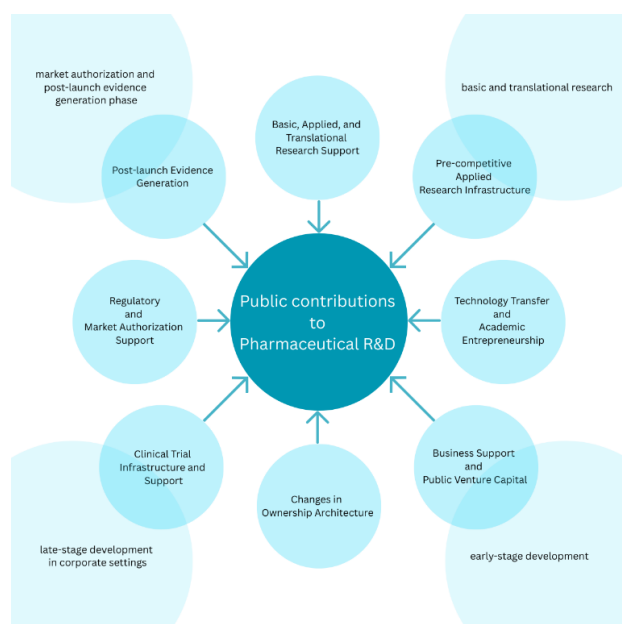 market authorization and
post-launch evidence
generation phase
basic and translational research
Basic, Applied, and
Translational
Research Support
Post-launch Evidence
Generation
Pre-competitive
Applied
Research Infrastructure
Public contributions
to
Pharmaceutical R&D
Regulatory
and
Market Authorization
Support
Technology Transfer
and
Academic
Entrepreneurship
Clinical Trial
Infrastructure and
Support
Business Support
and
Public Venture Capital
Changes in
Ownership Architecture
late-stage development
in corporate settings
early-stage development